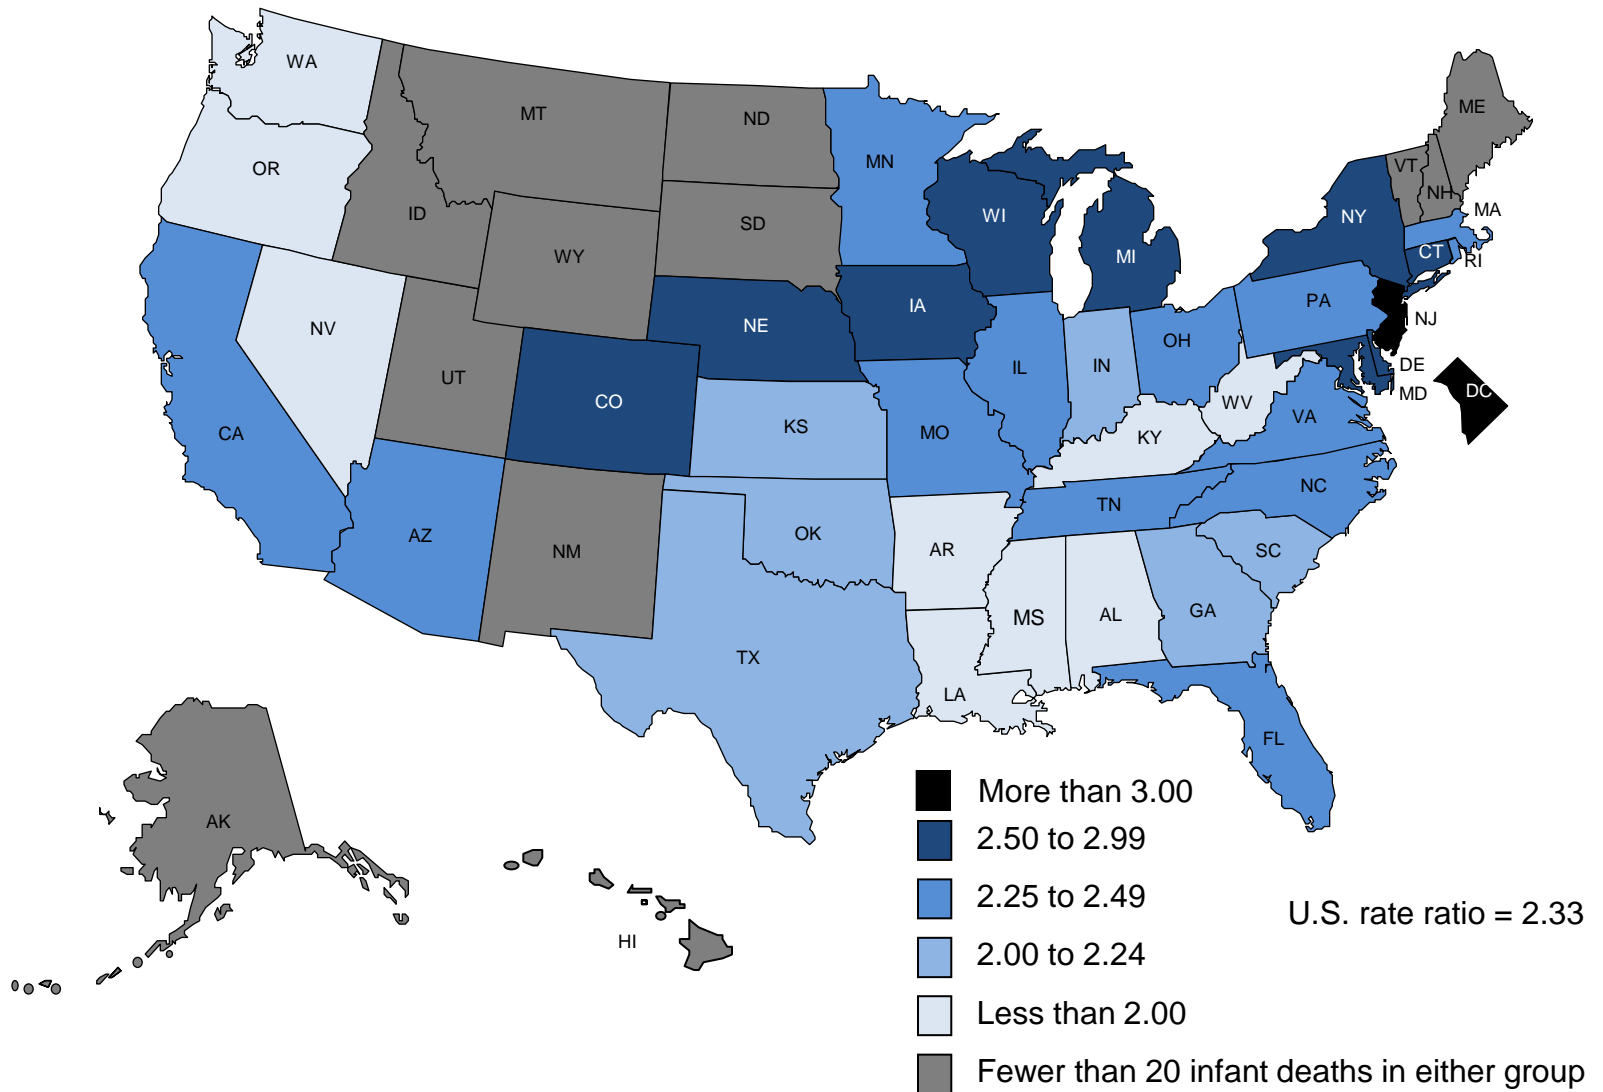 WA
MT
ND
ME
OR
MN
VT
NH
ID
SD
WI
NY
MA
WY
MI
CT
RI
NE
IA
PA
NV
NJ
UT
OH
CO
IL
IN
DE
MD
DC
CA
KS
MO
WV
VA
KY
NC
AZ
OK
TN
NM
AR
SC
MS
AL
GA
TX
LA
FL
AK
HI
More than 3.00
2.50 to 2.99
2.25 to 2.49
U.S. rate ratio = 2.33
2.00 to 2.24
Less than 2.00
Fewer than 20 infant deaths in either group